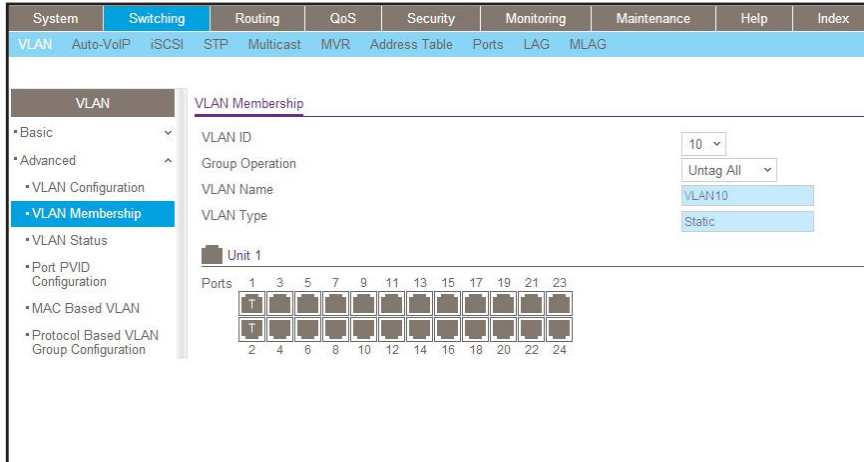 System Switching Routing QoS Security Monitoring Maintenance Help Index
VLAN Auto-VoIP iSCSI STP Multicast MVR Address Table Ports LAG MLAG
VLAN
Basic
Advanced
VLAN Configuration
VLAN Membership
VLAN Status
Port PVID
Configuration
MAC Based VLAN
Protocol Based VLAN
Group Configuration
VLAN Membership
VLAN ID 10
Group Operation Untag All
VLAN Name VLAN10
VLAN Type Static
Unit 1
Ports 1 3 5 7 9 11 13 15 17 19 21 23
T
T
2 4 6 8 10 12 14 16 18 20 22 24